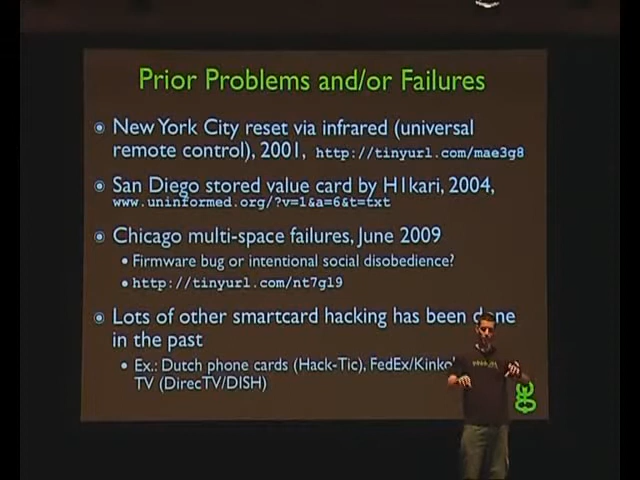 Prior Problems and/or Failures
New York City reset via infrared (universal
remote control), 2001, http://tinyurl.com/mae3g8
San Diego stored value card by H1kari, 2004,
www.uninformed.org/?v=1&a=6&t=txt
Chicago multi-space failures, June 2009
Firmware bug or intentional social disobedience?
http://tinyurl.com/nt7gl9
Lots of other smartcard hacking has been done
in the past
Ex.: Dutch phone cards (Hack-Tic), FedEx/Kinko
TV (DirecTV/DISH)